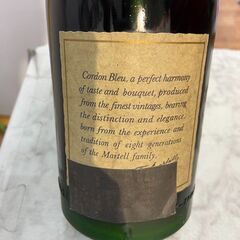 Cordon Bleu, a perfect harmony
of taste and bouquet, produced
from the finest vintages, bearing
the distinction and elegance,
born from the experience and
tradition of eight generations
of the Martell family.